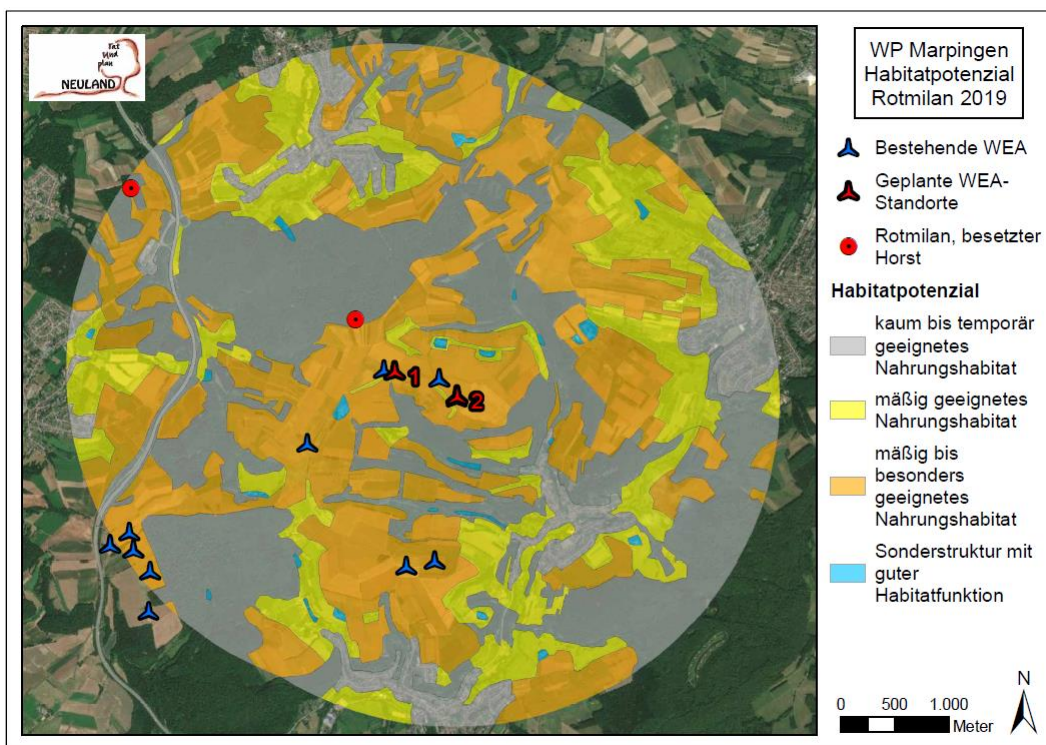 Tat
und
plan
NEULAND
WP Marpingen
Habitatpotenzial
Rotmilan 2019
Bestehende WEA
Geplante WEA-
Standorte
Rotmilan, besetzter
Horst
Habitatpotenzial
kaum bis temporär
geeignetes
Nahrungshabitat
mäßig geeignetes
Nahrungshabitat
mäßig bis
besonders
geeignetes
Nahrungshabitat
Sonderstruktur mit
guter
Habitatfunktion
1
2
N
0 500 1.000
Meter